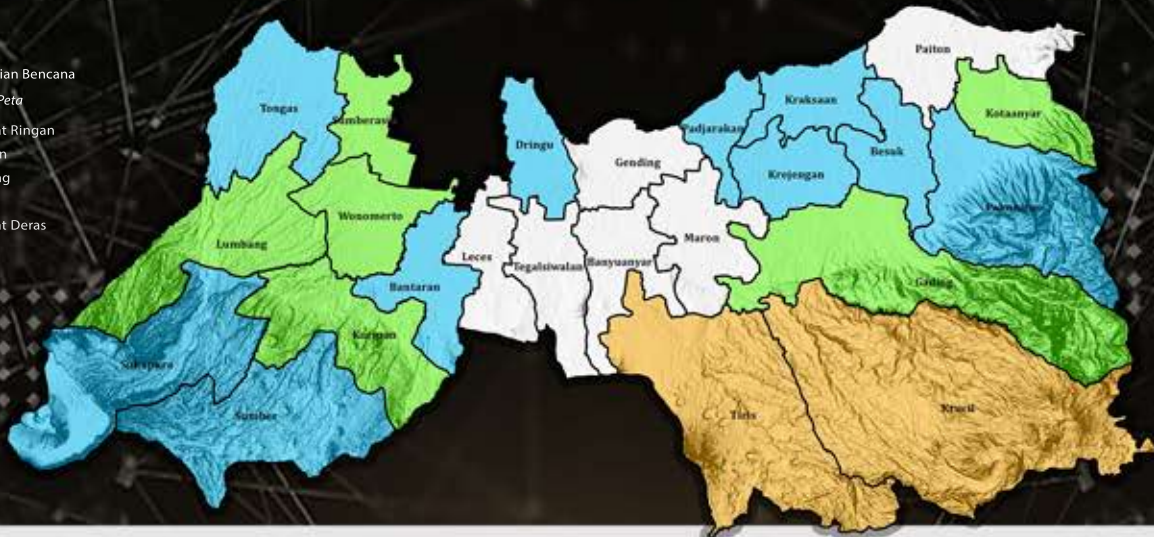 ian Bencana
Peta
t Ringan
n
g
t Deras
Paiton
Tongas
Kraksaan
Kotaanyar
Sumberasih
Padjarakan
Dringu
Besuk
Gending
Krejengan
Wonomerto
Maron
Lumbang
Leces
Tegalsiwalan
Banyuanyar
Bantaran
Gading
Kuripan
Sukapura
Sumber
Tiris
Krucil